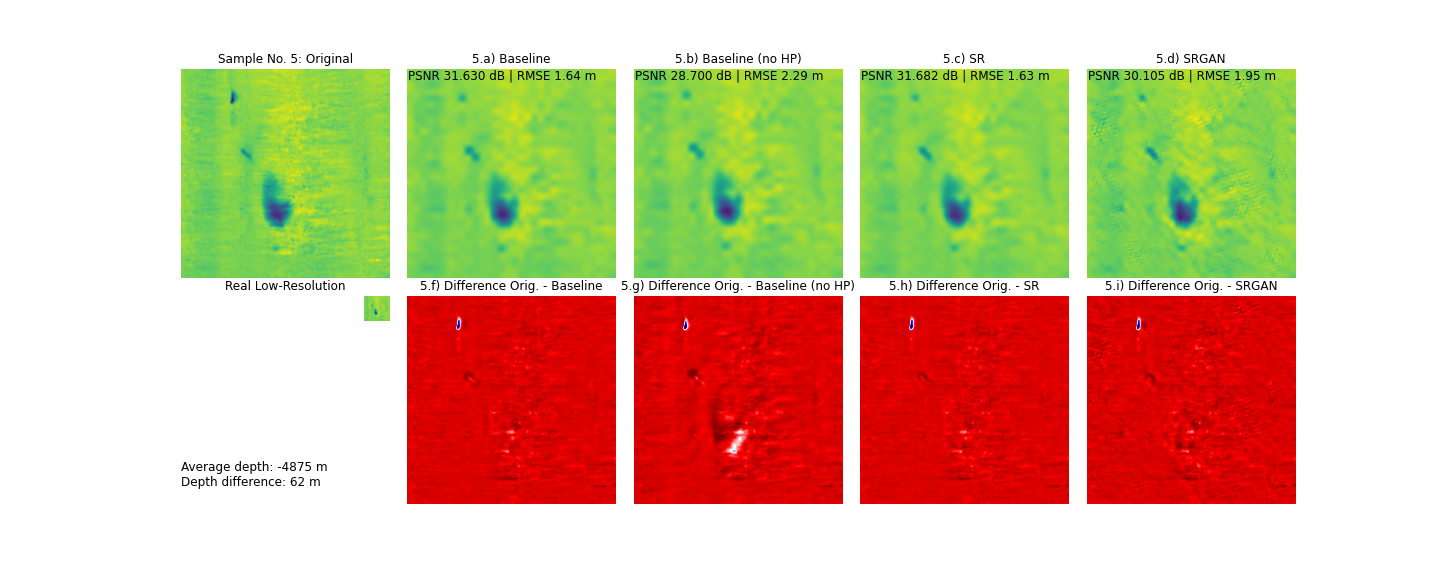 Sample No. 5: Original
5.a) Baseline
5.b) Baseline (no HP)
5.c) SR
5.d) SRGAN
PSNR 31.630 dB | RMSE 1.64 m
PSNR 28.700 dB | RMSE 2.29 m
PSNR 31.682 dB | RMSE 1.63 m
PSNR 30.105 dB | RMSE 1.95 m
Real Low-Resolution
5.f) Difference Orig. - Baseline
5.g) Difference Orig. - Baseline (no HP)
5.h) Difference Orig. - SR
5.i) Difference Orig. - SRGAN
Average depth: -4875 m
Depth difference: 62 m